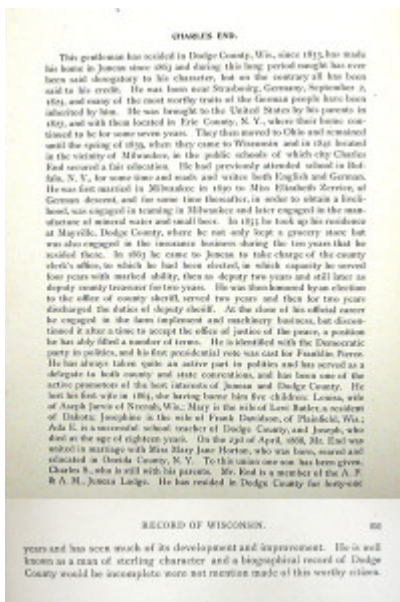 CHARLES END.
This gentleman has resided in Dodge County, Wis., since 1855, has made
his home in Juneau since 1863 and during this long period naught has ever
been said derogatory to his character, but on the contrary all has been
said to his credit. He was born near Strasbourg, Germany, September 2,
and many of the most worthy traits of the German people have been
inherited by him. He was brought to the United States by his parents in
and with them located in Erie County, N. Y., where their home con-
tinued to be for some seven years. They then moved to Ohio and remained
until the spring of 1839, when they came to Wisconsin and in 1840 located
in the vicinity of Milwaukee, in the public schools of which city Charles
End secured a fair education. He had previously attended school in Buf-
falo, N. Y., for some time and reads and writes both English and German.
He was first married in Milwaukee in 1850 to Miss Elizabeth of
German descent, and for some time thereafter, in order to obtain a liveli-
hood, was engaged in teaming in Milwaukee and later engaged in the man-
ufacture of mineral water and small beer. In 1855 he took up his residence
at Mayville, Dodge County, where he not only kept a grocery store but
was also engaged in the insurance business during the ten years that he
resided there. In 1863 he came to Juneau to take charge of the county
clerk's office, to which he had been elected, in which capacity he served
four years with marked ability, then as deputy two years and still later as
deputy county treasurer for two years. He was then honored by an election
to the office of county sheriff, served two years and then for two years
discharged the duties of deputy sheriff. At the close of his official career
he engaged in the farm implement and machinery business, but discon-
tinued it after a time to accept the office of justice of the peace, a position
he has ably filled a number of terms. He is identified with the Democratic
party in politics, and his first presidential vote was cast for Franklin Pierce.
He has always taken quite an active part in politics and has served as a
delegate to both county and state conventions, and has been one of the
active promotors of the best interests of Juneau and Dodge County. He
lost his first wife in 1864, she having borne him five children: Louisa, wife
of Jarvis of Neenah, Wis.; Mary is the relict of Levi Butler, a resident
of Dakota; Josephine is the wife of Frank Davidson, of Plainfield, Wis.;
Ada E. is a successful school teacher of Dodge County, and Joseph, who
died at the age of eighteen years. On the 23d of April, 1868, Mr. End was
united in marriage with Miss Mary Jane Horton, who was born, reared and
educated in Oneida County, N. Y. To this union one son has been given,
Charles S., who is still with his parents. Mr. End is a member of the A. F.
& A. M., Juneau Lodge. He has resided in Dodge County for forty-one
RECORD OF WISCONSIN.
years and has seen much of its development and improvement. He is well
known as a man of sterling character and a biographical record of Dodge
County would be incomplete were not mention made of this worthy citizen.